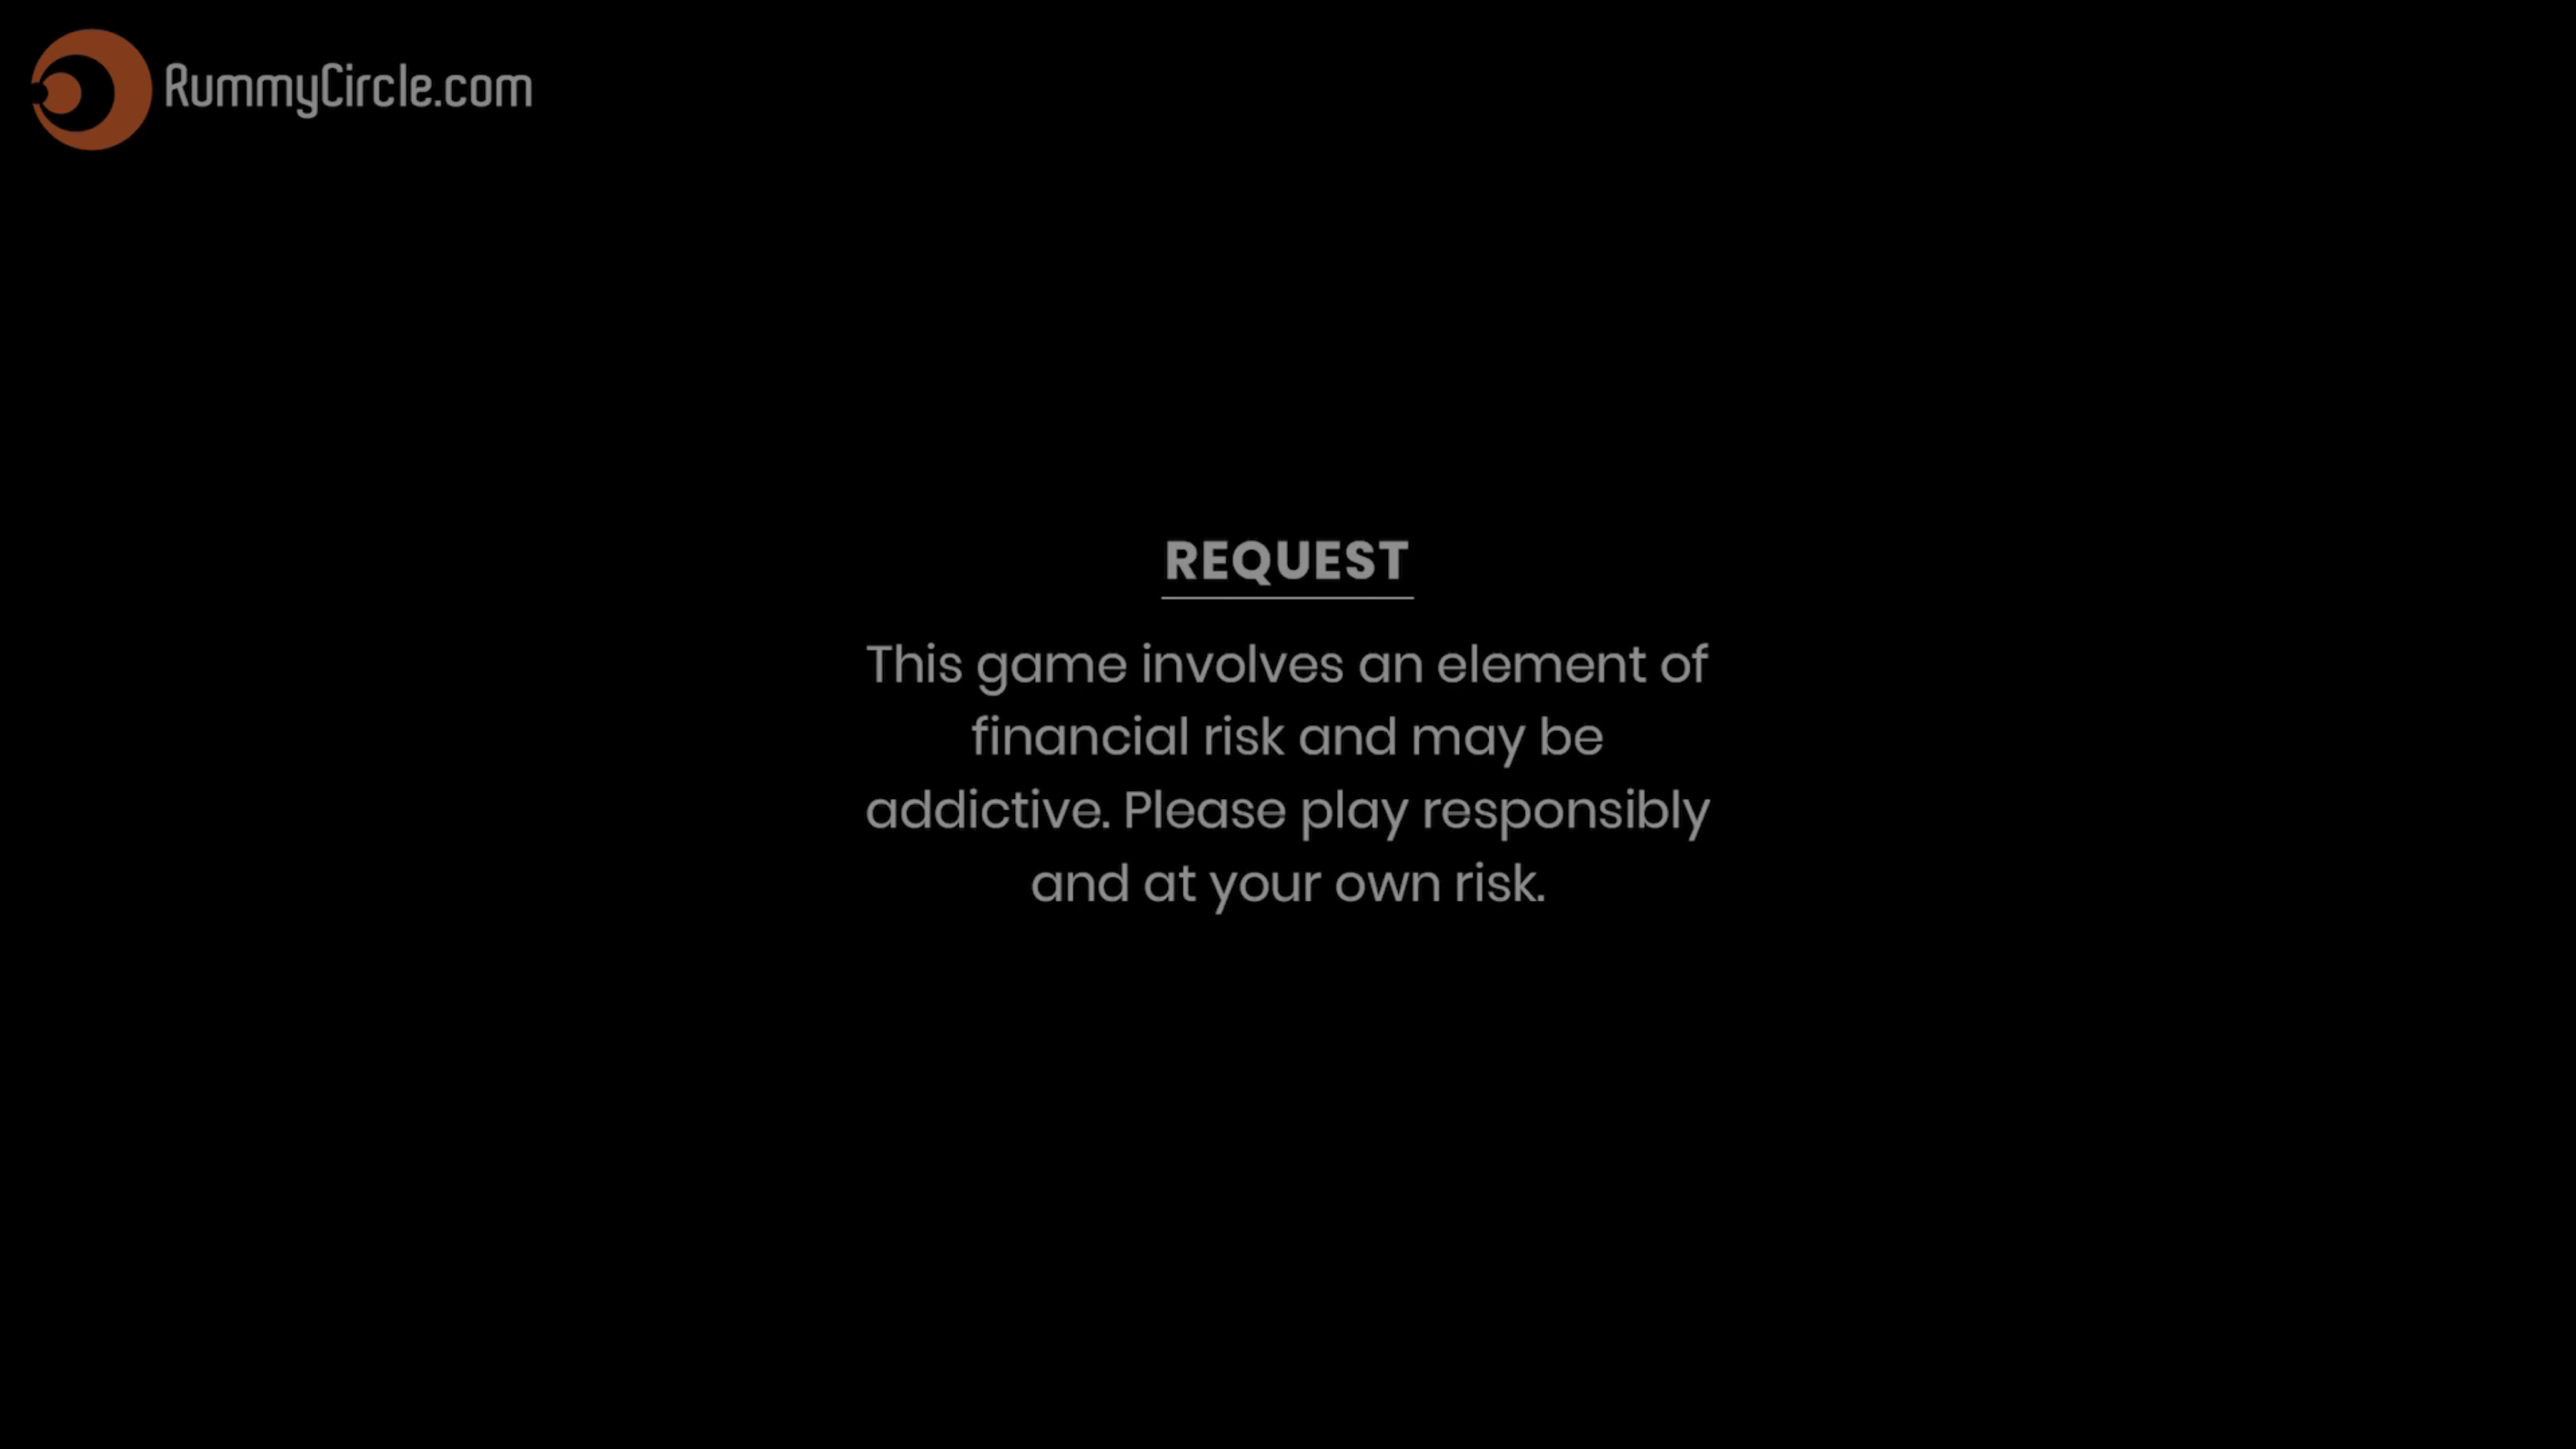 RummyCircle.com
REQUEST
This game involves an element of
financial risk and may be
addictive. Please play responsibly
and at your own risk.